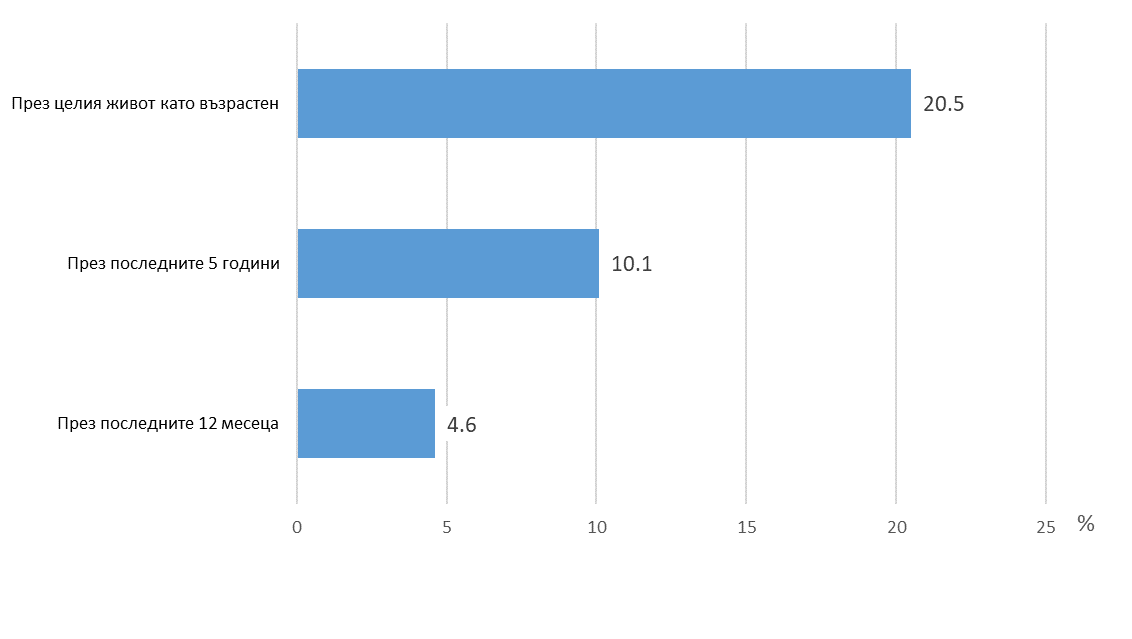 През целия живот като възрастен
20.5
През последните 5 години
10.1
През последните 12 месеца
4.6
0 5 10 15 20 25 %